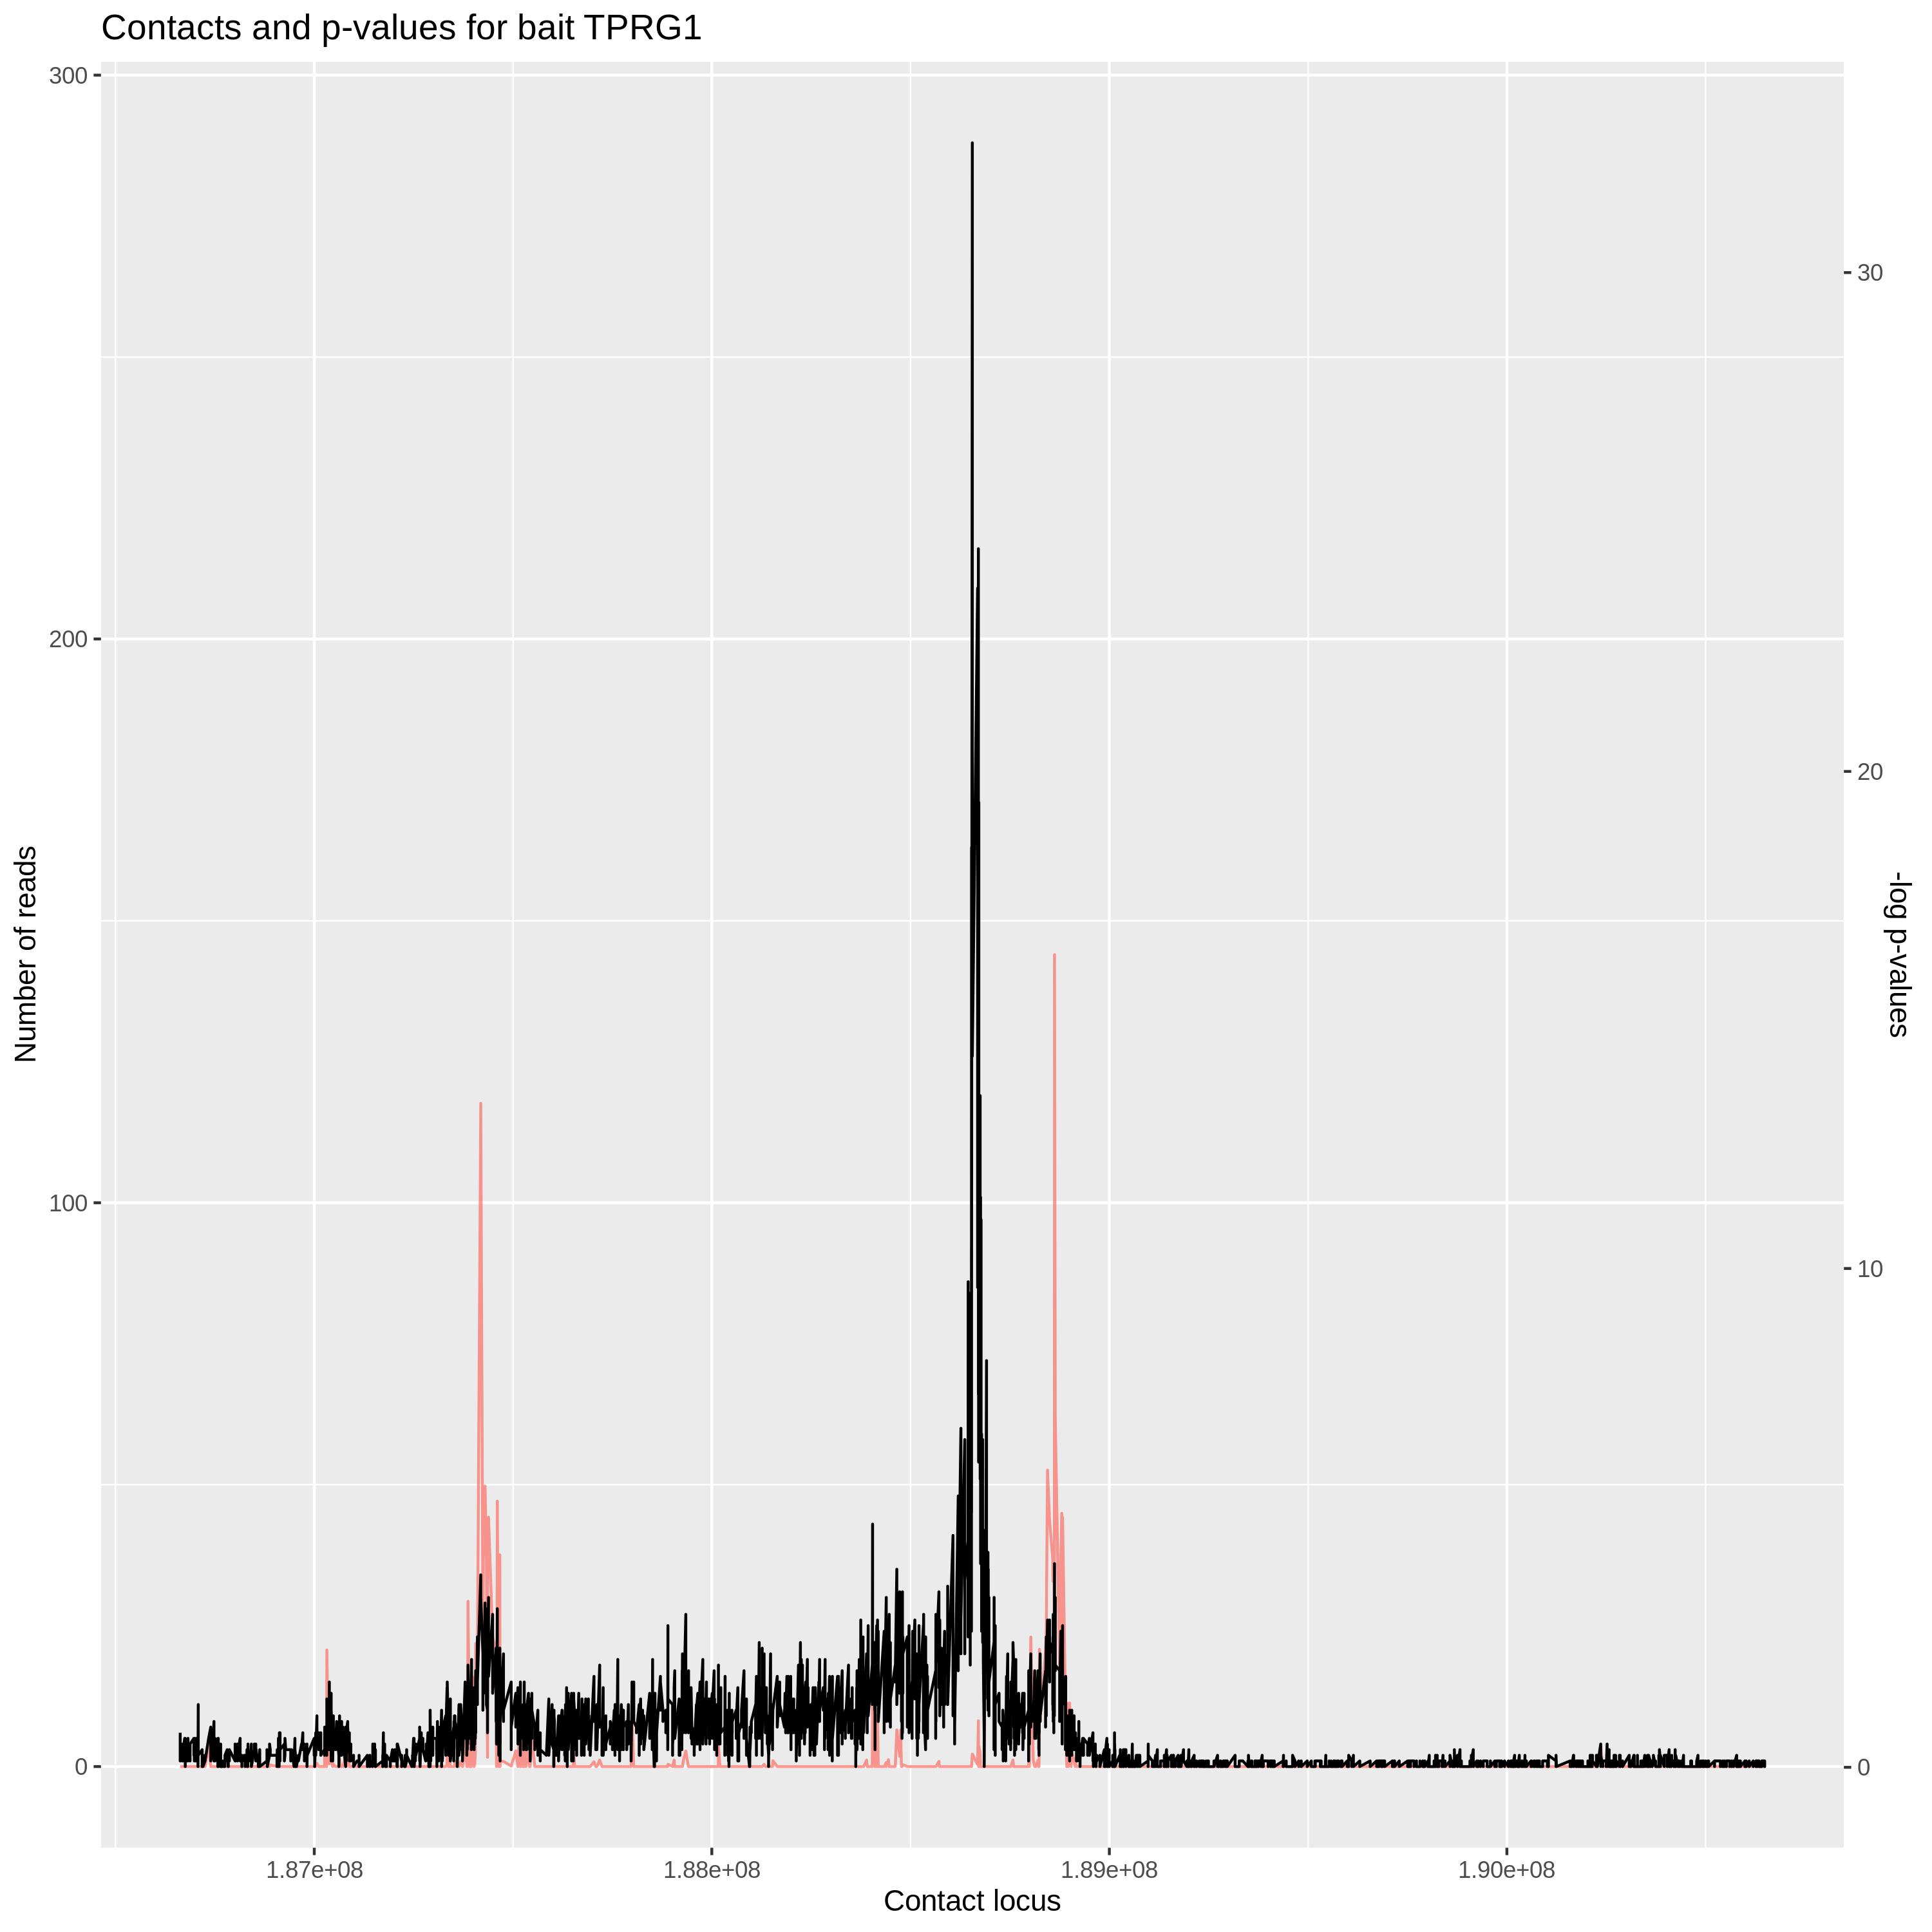 Contacts and p-values for bait TPRG1
Number of reads
300
200
100
0
30
20
10
0
-log p-values
1.87e+08
1.88e+08
1.89e+08
1.90e+08
Contact locus